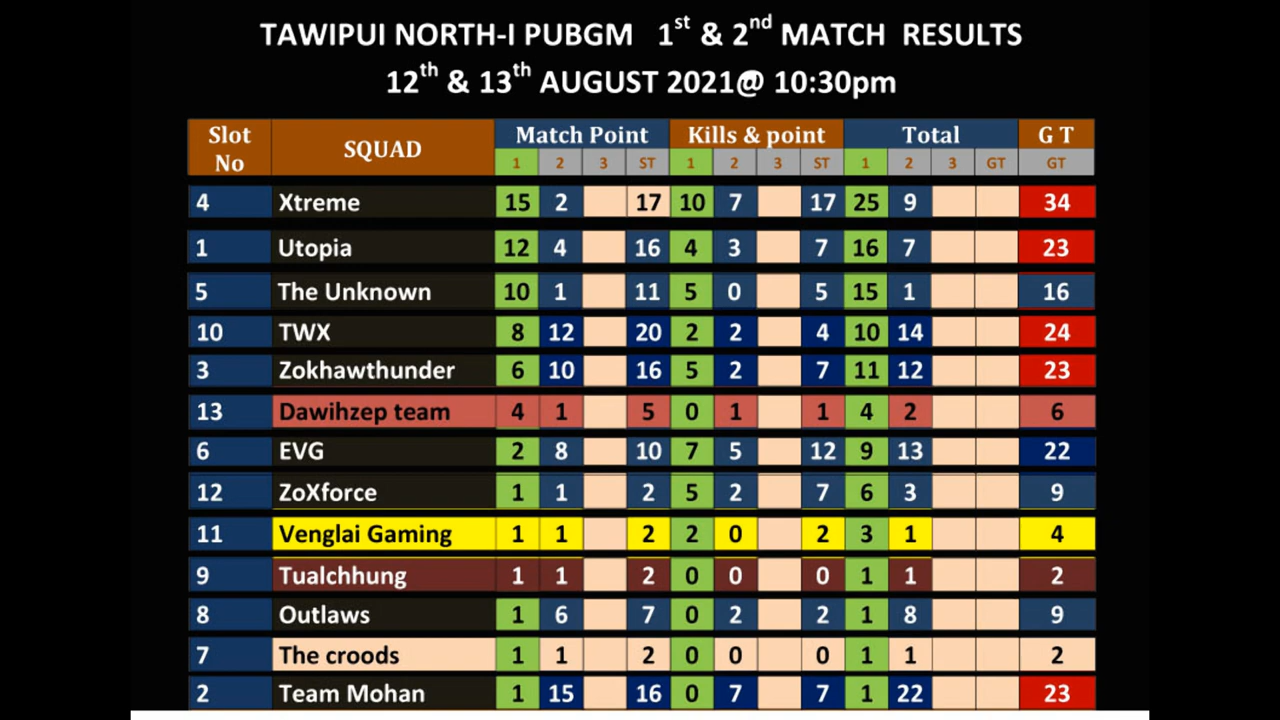 TAWIPUI NORTH-I PUBGM 1st & 2nd MATCH RESULTS
12th & 13th AUGUST 2021@ 10:30pm
Slot No SQUAD Match Point Kills & point Total G T
1 2 3 ST 1 2 3 ST 1 2 3 GT GT
4 Xtreme 15 2 17 10 7 17 25 9 34
1 Utopia 12 4 16 4 3 7 16 7 23
5 The Unknown 10 1 11 5 0 5 15 1 16
10 TWX 8 12 20 2 2 4 10 14 24
3 Zokhawthunder 6 10 16 5 2 7 11 12 23
13 Dawihzep team 4 1 5 0 1 1 4 2 6
6 EVG 2 8 10 7 5 12 9 13 22
12 ZoXforce 1 1 2 5 2 7 6 3 9
11 Venglai Gaming 1 1 2 2 0 2 3 1 4
9 Tualchhung 1 1 2 0 0 0 1 1 2
8 Outlaws 1 6 7 0 2 2 1 8 9
7 The croods 1 1 2 0 0 0 1 1 2
2 Team Mohan 1 15 16 0 7 7 1 22 23